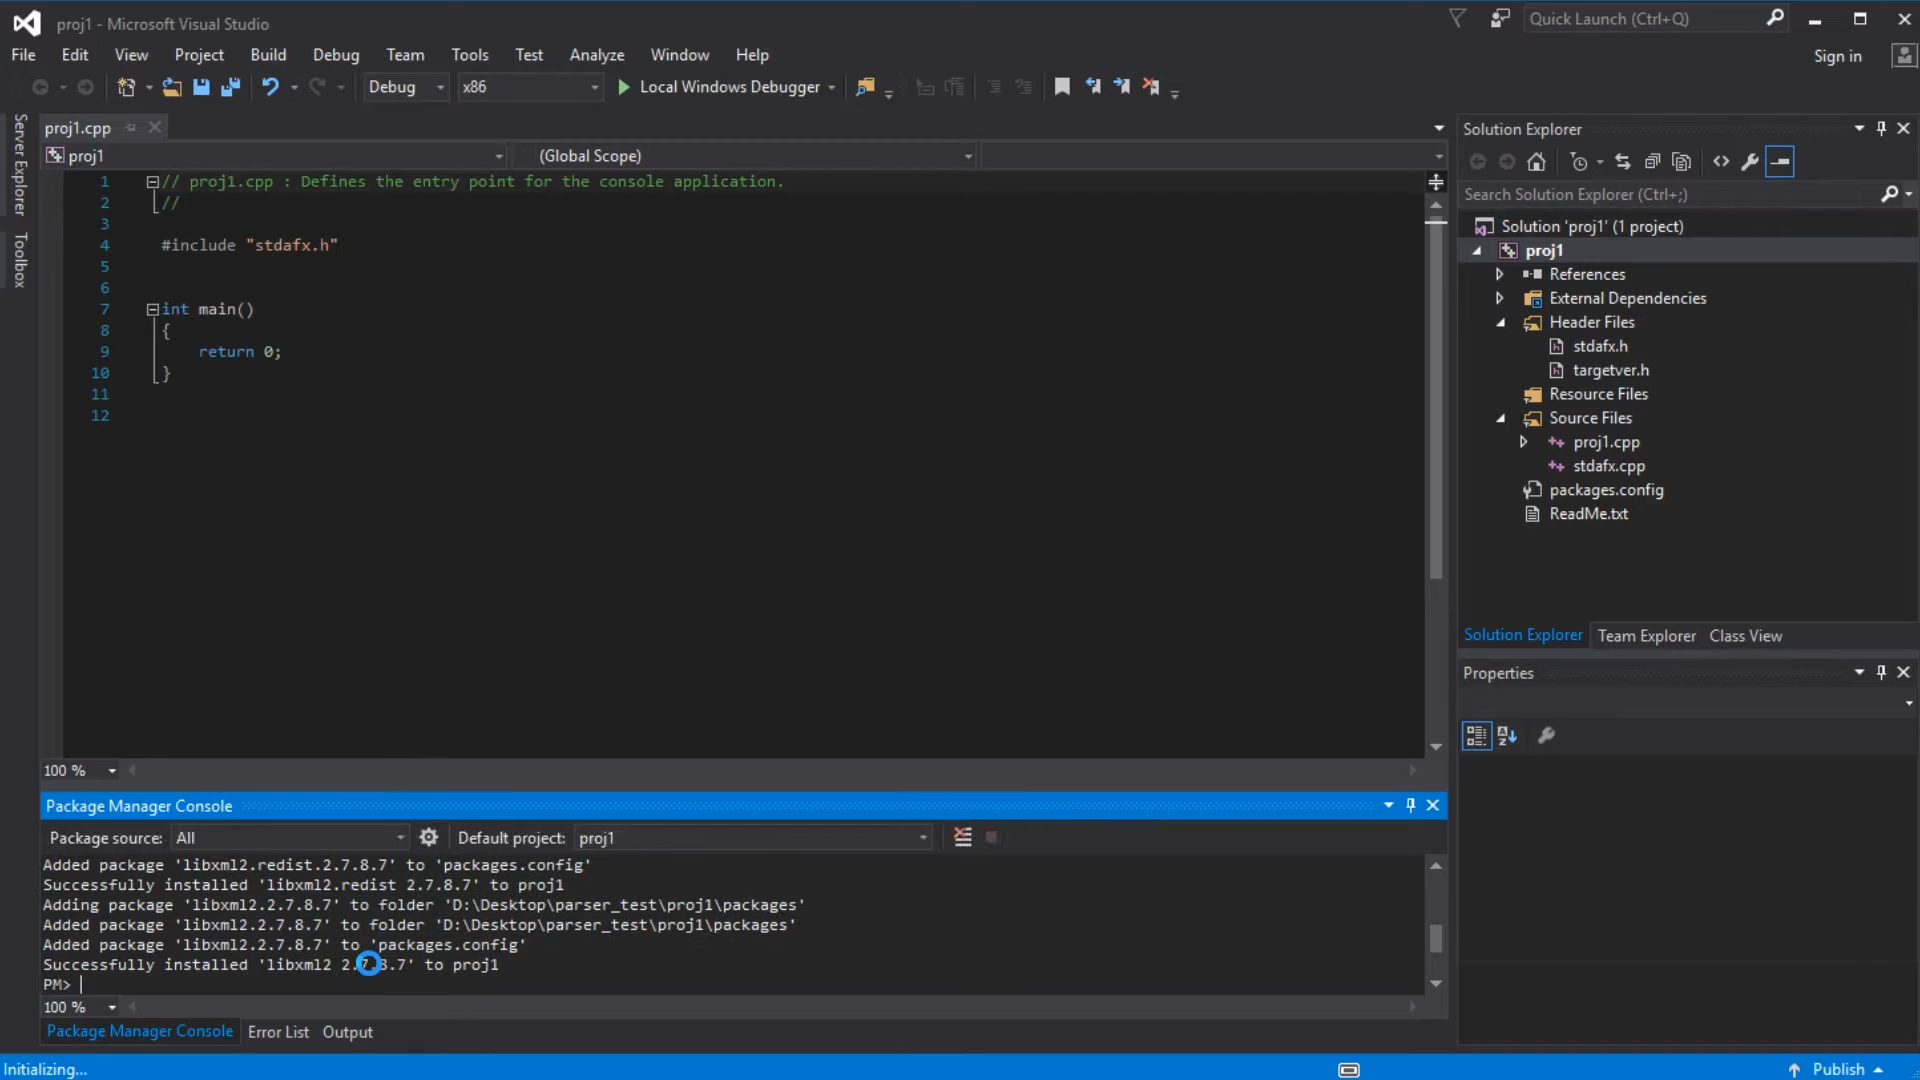 proj1 - Microsoft Visual Studio
Quick Launch (Ctrl+Q)
File Edit View Project Build Debug Team Tools Test Analyze Window Help
Sign in
Debug x86 Local Windows Debugger
Server Explorer
Toolbox
proj1.cpp
proj1 (Global Scope)
1 // proj1.cpp : Defines the entry point for the console application.
2 //
3
4 #include "stdafx.h"
5
6
7 int main()
8 {
9 return 0;
10 }
11
12
100 %
Solution Explorer
Search Solution Explorer (Ctrl+;)
Solution 'proj1' (1 project)
proj1
References
External Dependencies
Header Files
stdafx.h
targetver.h
Resource Files
Source Files
proj1.cpp
stdafx.cpp
packages.config
ReadMe.txt
Solution Explorer Team Explorer Class View
Properties
Package Manager Console
Package source: All Default project: proj1
Added package 'libxml2.redist.2.7.8.7' to 'packages.config'
Successfully installed 'libxml2.redist 2.7.8.7' to proj1
Adding package 'libxml2.2.7.8.7' to folder 'D:\Desktop\parser_test\proj1\packages'
Added package 'libxml2.2.7.8.7' to folder 'D:\Desktop\parser_test\proj1\packages'
Added package 'libxml2.2.7.8.7' to 'packages.config'
Successfully installed 'libxml2 2.7.8.7' to proj1
PM>
100 %
Package Manager Console Error List Output
Initializing...
Publish